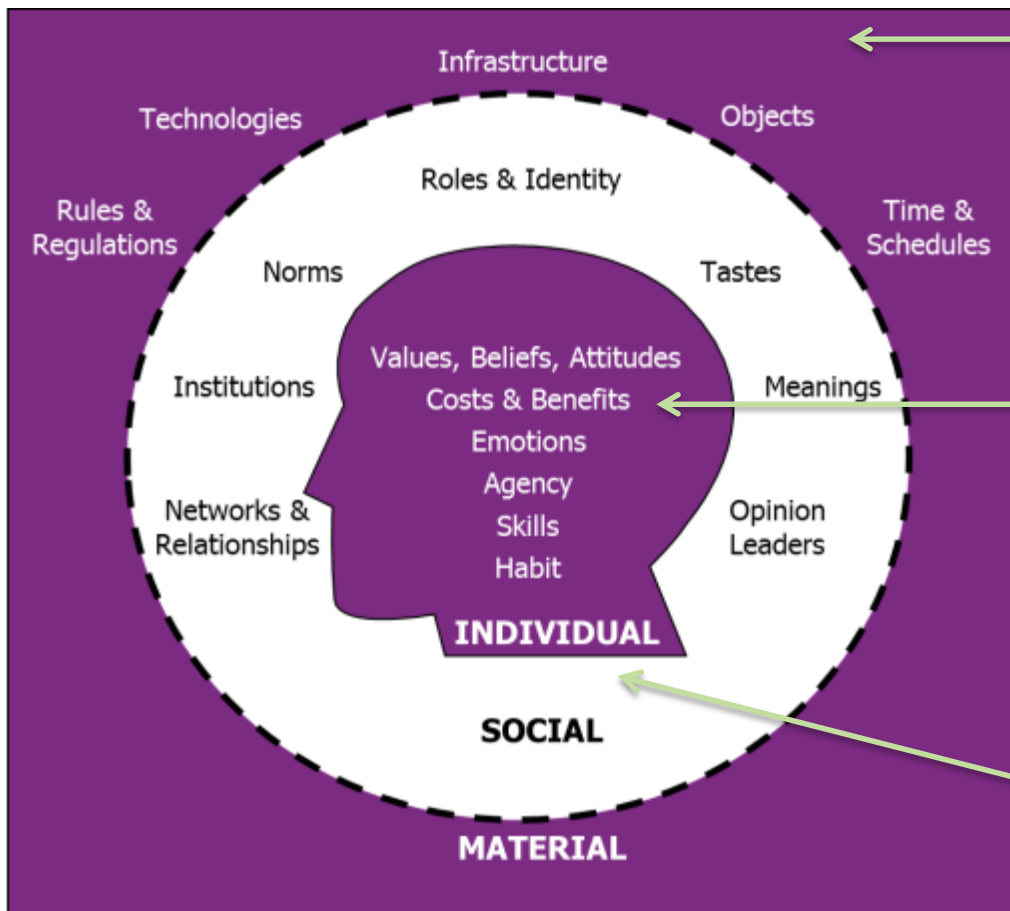 Infrastructure
Technologies
Objects
Roles & Identity
Rules &
Regulations
Time &
Schedules
Norms
Tastes
Values, Beliefs, Attitudes
Institutions
Costs & Benefits
Meanings
Emotions
Agency
Networks &
Relationships
Skills
Opinion
Leaders
Habit
INDIVIDUAL
SOCIAL
MATERIAL